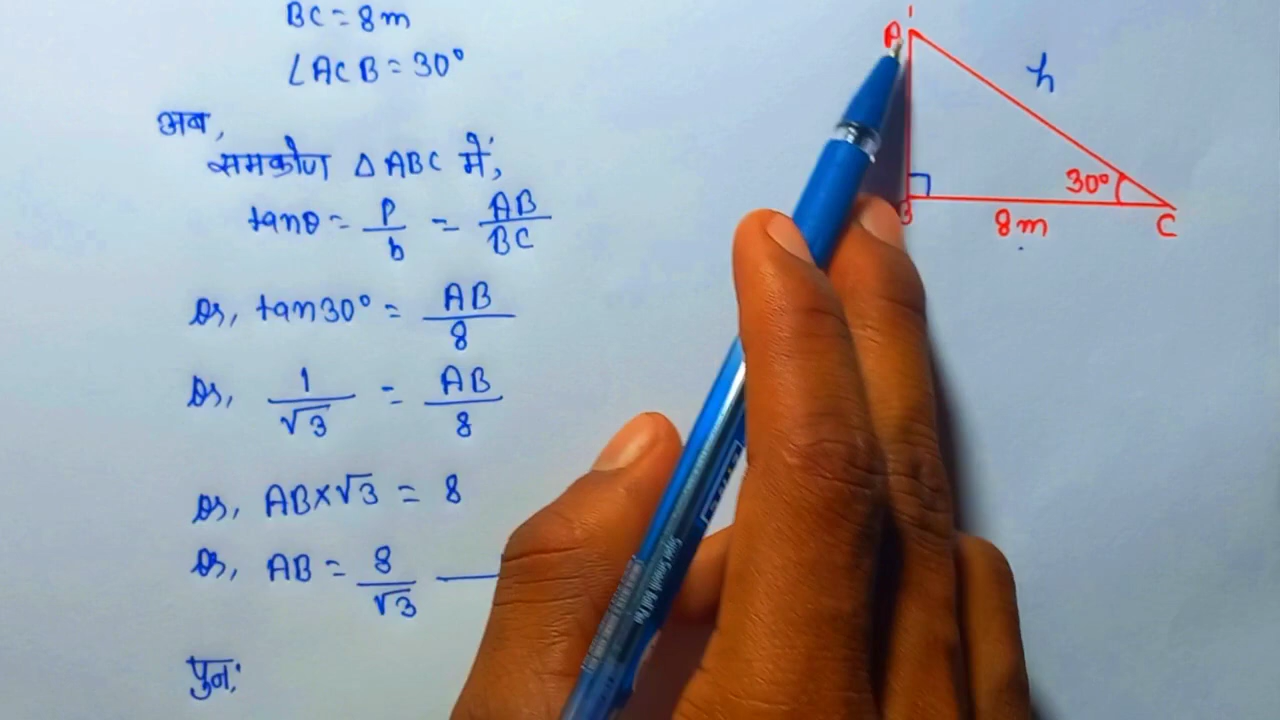 BC = 8m
∠ACB = 30°
अब,
समकोण △ABC में,
tanθ = p/b = AB/BC
Or, tan30° = AB/8
Or, 1/√3 = AB/8
Or, AB×√3 = 8
Or, AB = 8/√3 —
पुनः
A
h
30°
B
8m
C